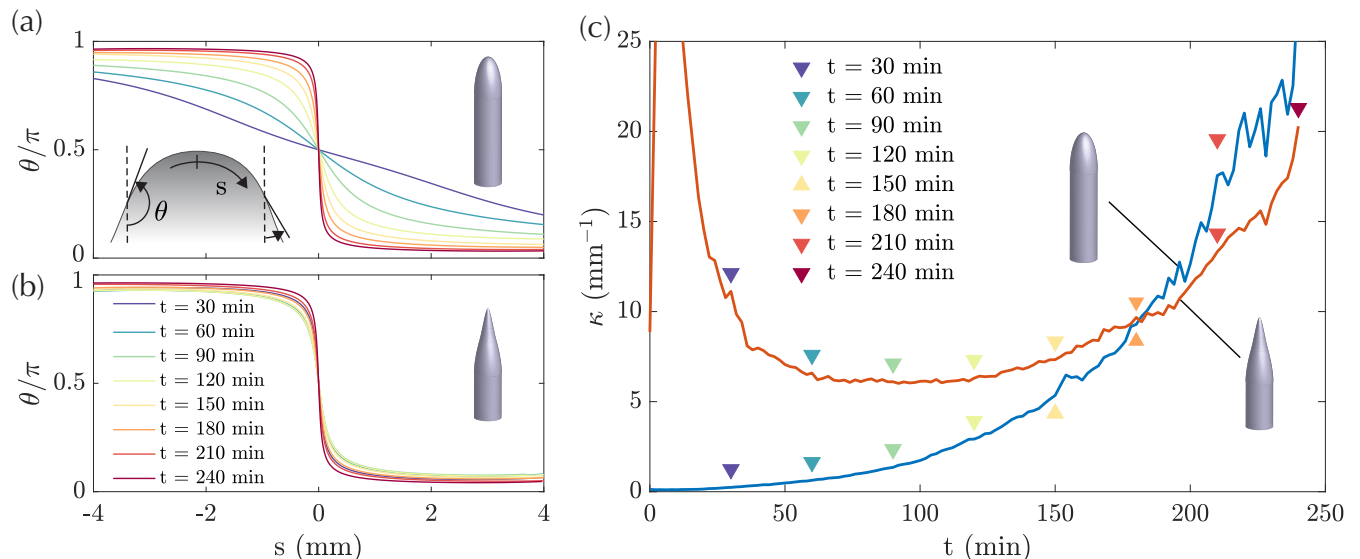 (a)
1
0.5
0
θ/π
s
θ
(b)
1
0.5
0
θ/π
t = 30 min
t = 60 min
t = 90 min
t = 120 min
t = 150 min
t = 180 min
t = 210 min
t = 240 min
-4
-2
0
2
4
s (mm)
(c)
25
20
15
10
5
0
κ (mm⁻¹)
t = 30 min
t = 60 min
t = 90 min
t = 120 min
t = 150 min
t = 180 min
t = 210 min
t = 240 min
0
50
100
150
200
250
t (min)